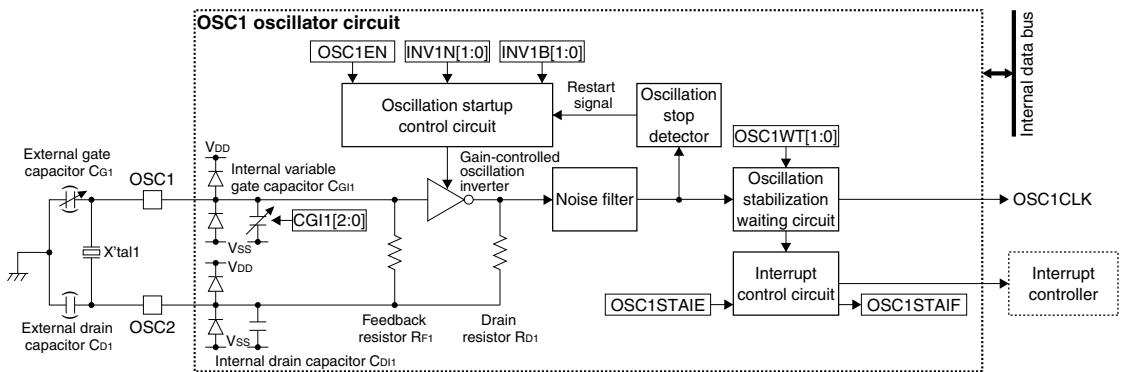 OSC1 oscillator circuit
OSC1EN
INV1N[1:0]
INV1B[1:0]
Internal data bus
Oscillation startup
control circuit
Restart
signal
Oscillation
stop
detector
OSC1WT[1:0]
External gate
capacitor CG1
OSC1
VDD
Internal variable
gate capacitor CGI1
Gain-controlled
oscillation
inverter
Noise filter
Oscillation
stabilization
waiting circuit
OSC1CLK
CGI1[2:0]
VSS
X'tal1
VDD
Interrupt
control circuit
Interrupt
controller
OSC1STAIE
OSC1STAIF
External drain
capacitor CD1
OSC2
VSS
Feedback
resistor RF1
Drain
resistor RD1
Internal drain capacitor CDI1